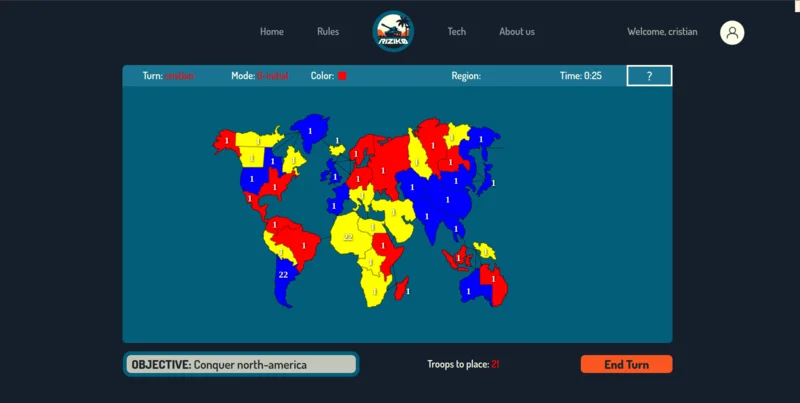 Home Rules RIZIKO Tech About us Welcome, cristian
Turn: cristian Mode: 0-initial Color: Region: Time: 0:25 ?
1 1 1 1 1
1 1 1 1 1 1
1 1 1 1 1 1
1 1 1 1 1 1
1 1 1 1 1
1 1 22 1 1 1
1 1 1 1 1
22 1 1 1
1 1 1
OBJECTIVE: Conquer north-america Troops to place: 21 End Turn